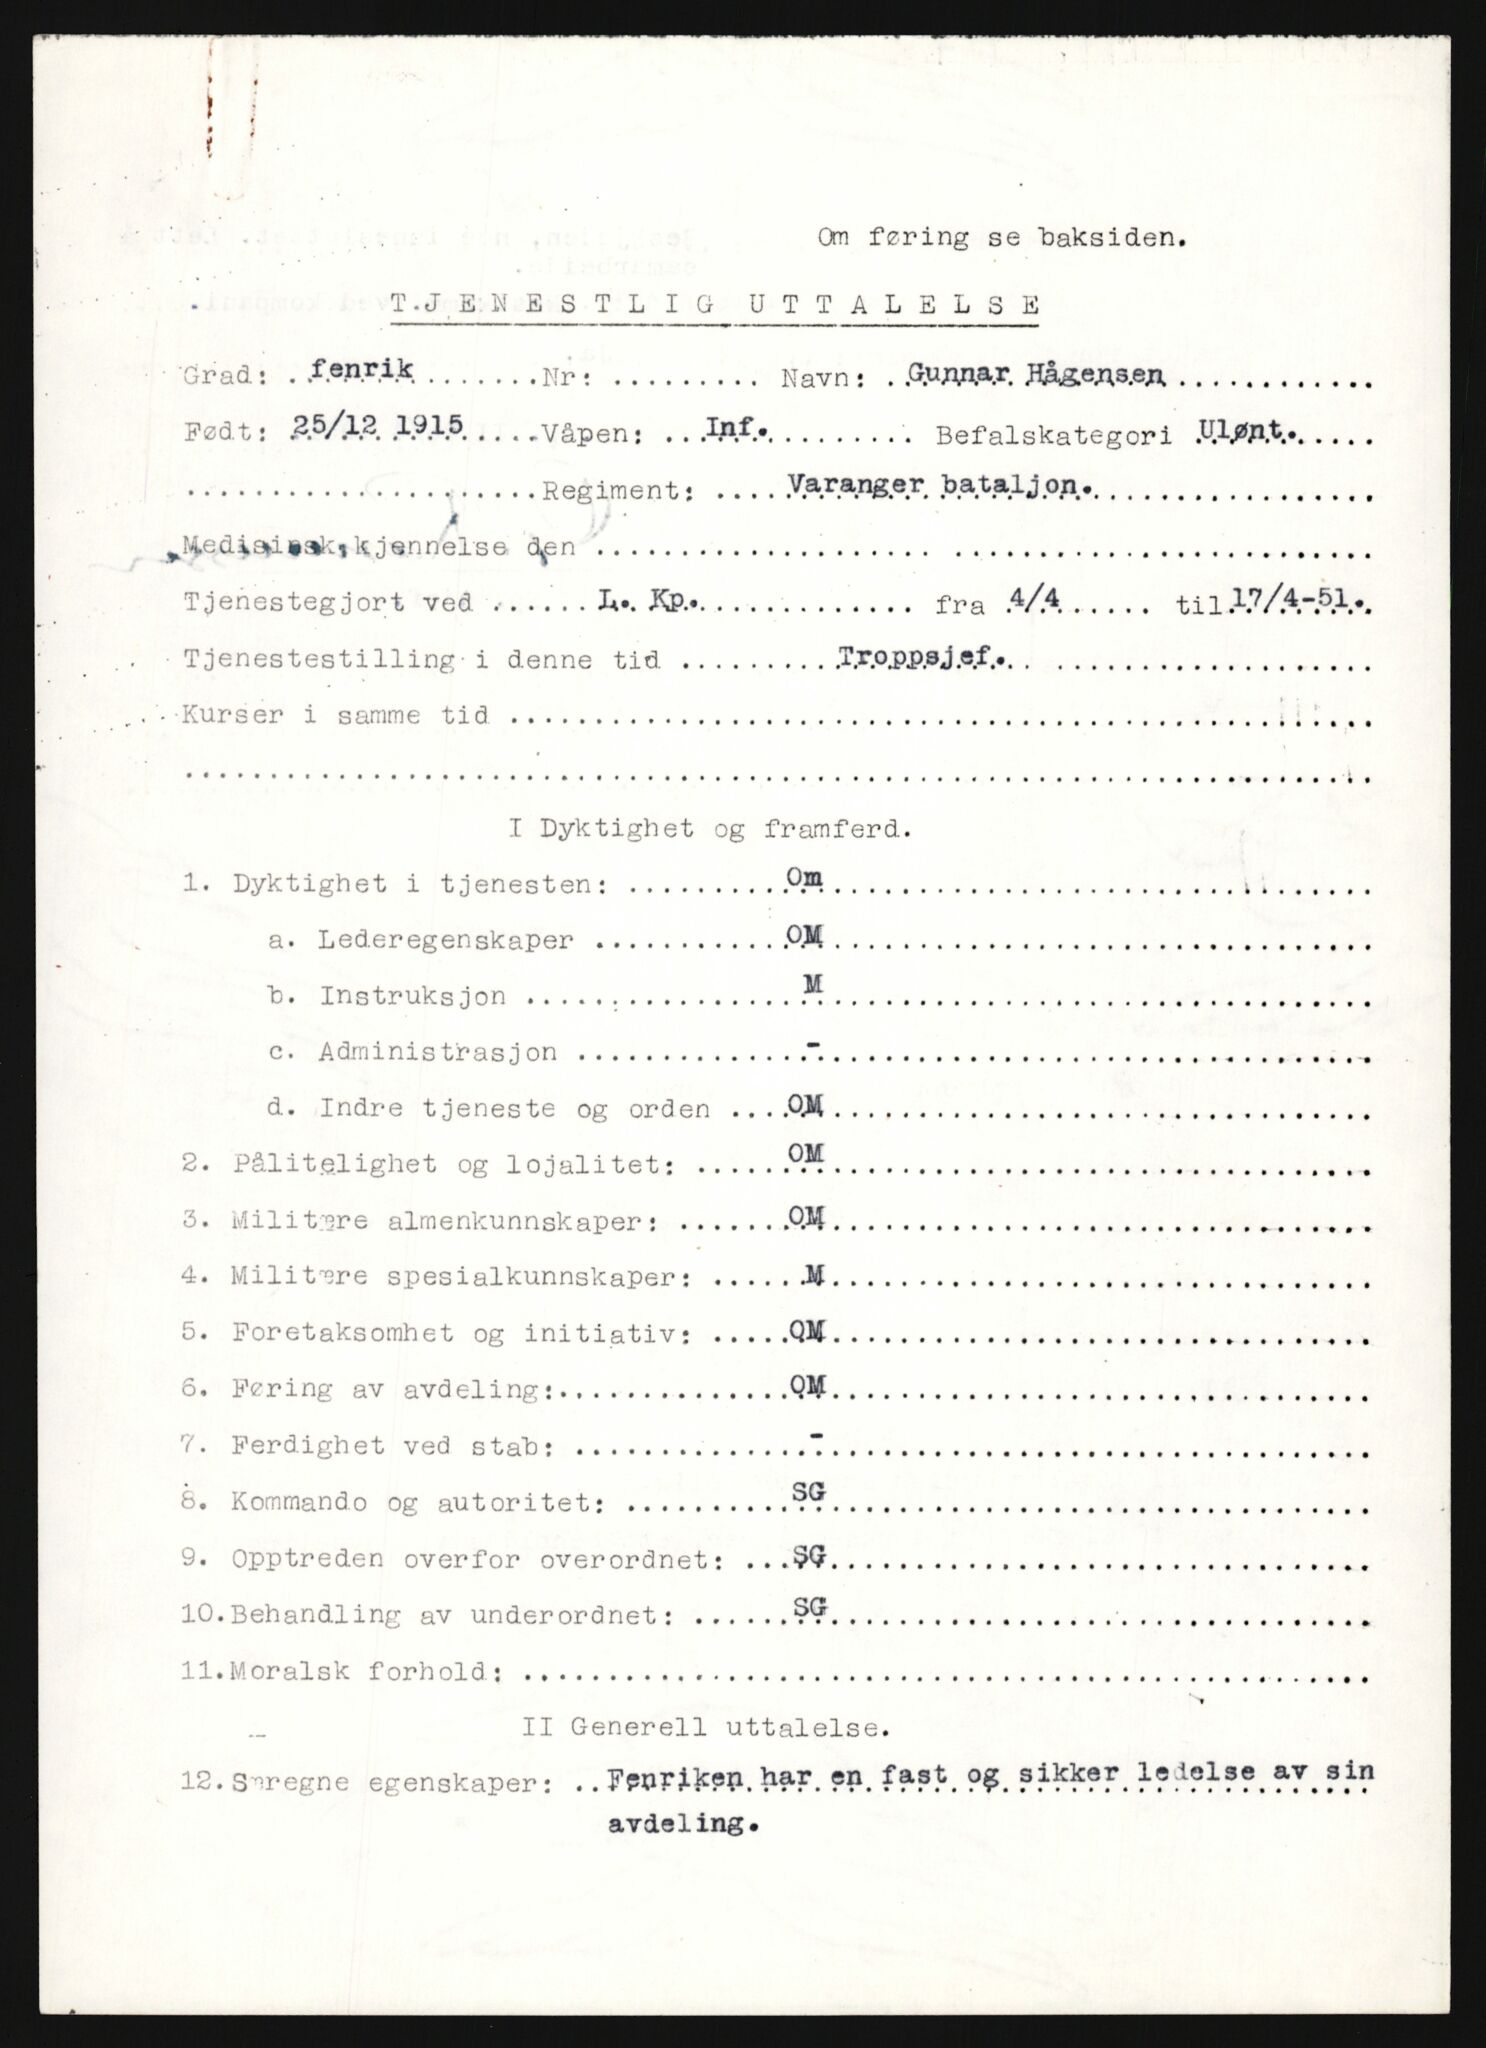 Om føring se baksiden.
TJENESTLIG UTTALELSE
Grad: fenrik Nr: Navn: Gunnar Hågensen
Født: 25/12 1915 Våpen: Inf. Befalskategori Ulønt.
Regiment: Varanger bataljon.
Medisinsk kjennelse den
Tjenestegjort ved L. Kp. fra 4/4 til 17/4-51.
Tjenestestilling i denne tid Troppsjef.
Kurser i samme tid
I Dyktighet og framferd.
1. Dyktighet i tjenesten: Om
a. Lederegenskaper OM
b. Instruksjon M
c. Administrasjon -
d. Indre tjeneste og orden OM
2. Pålitelighet og lojalitet: OM
3. Militære almenkunnskaper: OM
4. Militære spesialkunnskaper: M
5. Foretaksomhet og initiativ: OM
6. Føring av avdeling: OM
7. Ferdighet ved stab: -
8. Kommando og autoritet: SG
9. Opptreden overfor overordnet: SG
10. Behandling av underordnet: SG
11. Moralsk forhold:
II Generell uttalelse.
12. Særegne egenskaper: Fenriken har en fast og sikker ledelse av sin
avdeling.